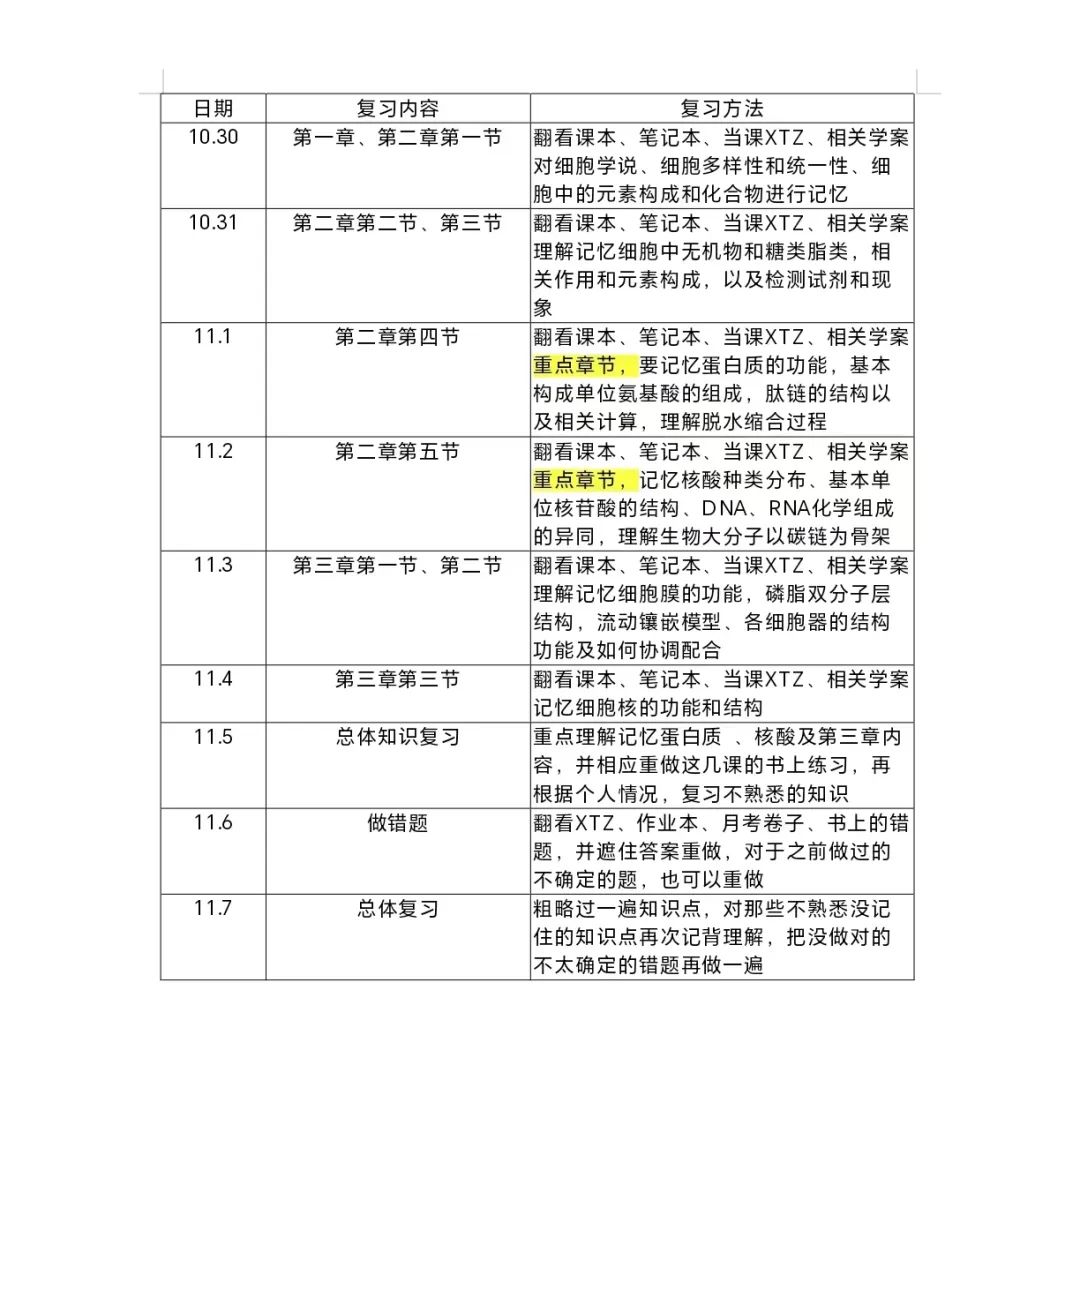 日期 复习内容 复习方法
10.30 第一章、第二章第一节 翻看课本、笔记本、当课XTZ、相关学案
对细胞学说、细胞多样性和统一性、细
胞中的元素构成和化合物进行记忆
10.31 第二章第二节、第三节 翻看课本、笔记本、当课XTZ、相关学案
理解记忆细胞中无机物和糖类脂类，相
关作用和元素构成，以及检测试剂和现
象
11.1 第二章第四节 翻看课本、笔记本、当课XTZ、相关学案
重点章节，要记忆蛋白质的功能，基本
构成单位氨基酸的组成，肽链的结构以
及相关计算，理解脱水缩合过程
11.2 第二章第五节 翻看课本、笔记本、当课XTZ、相关学案
重点章节，记忆核酸种类分布、基本单
位核苷酸的结构、DNA、RNA化学组成
的异同，理解生物大分子以碳链为骨架
11.3 第三章第一节、第二节 翻看课本、笔记本、当课XTZ、相关学案
理解记忆细胞膜的功能，磷脂双分子层
结构，流动镶嵌模型、各细胞器的结构
功能及如何协调配合
11.4 第三章第三节 翻看课本、笔记本、当课XTZ、相关学案
记忆细胞核的功能和结构
11.5 总体知识复习 重点理解记忆蛋白质 、核酸及第三章内
容，并相应重做这几课的书上练习，再
根据个人情况，复习不熟悉的知识
11.6 做错题 翻看XTZ、作业本、月考卷子、书上的错
题，并遮住答案重做，对于之前做过的
不确定的题，也可以重做
11.7 总体复习 粗略过一遍知识点，对那些不熟悉没记
住的知识点再次记背理解，把没做对的
不太确定的错题再做一遍